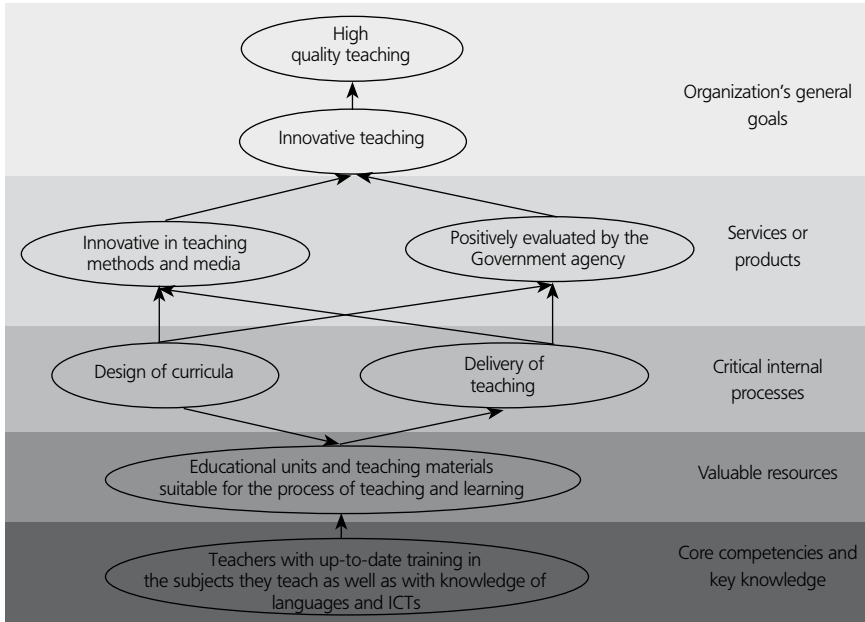 High
quality teaching
Organization's general
goals
Innovative teaching
Innovative in teaching
methods and media
Positively evaluated by the
Government agency
Services or
products
Design of curricula
Delivery of
teaching
Critical internal
processes
Educational units and teaching materials
suitable for the process of teaching and learning
Valuable resources
Teachers with up-to-date training in
the subjects they teach as well as with knowledge of
languages and ICTs
Core competencies and
key knowledge